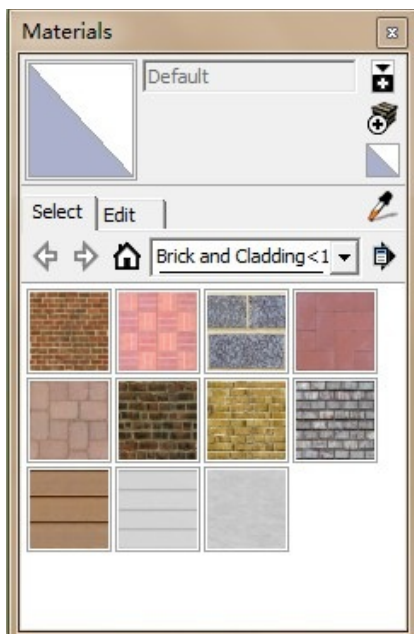 Materials
Default
Select
Edit
Brick and Cladding<1